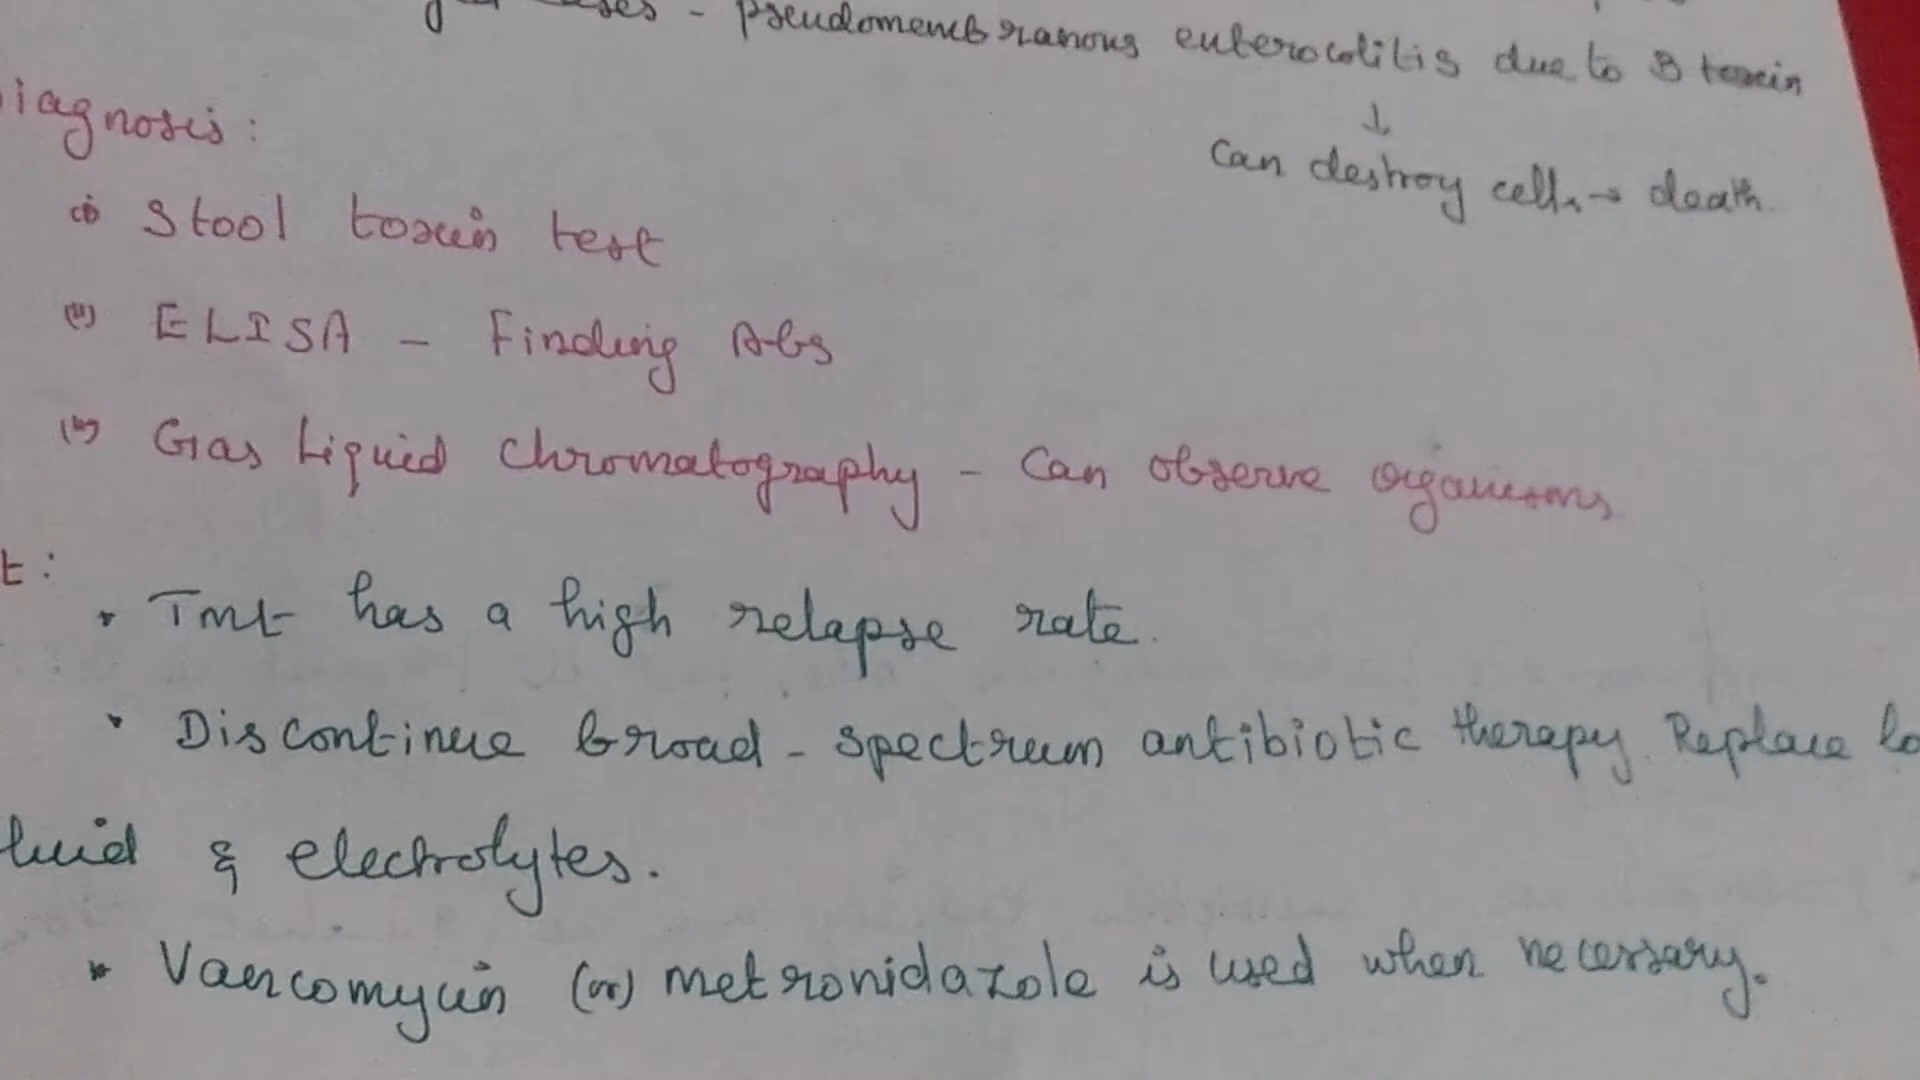 - pseudomembranous enterocolitis due to B toxin
↓
iagnosis:
Can destroy cells → death.
(i) Stool toxin test
(ii) ELISA - Finding Abs
Gas Liquid Chromatography - Can observe organisms
t:
• Tmt has a high relapse rate.
• Discontinue broad-spectrum antibiotic therapy. Replace lo
luid & electrolytes.
• Vancomycin (or) metronidazole is used when necessary.